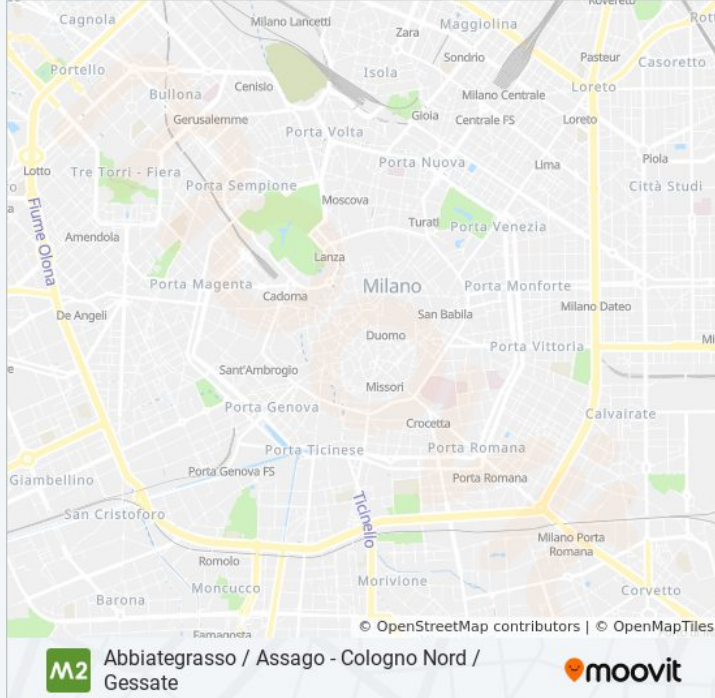 Rovereto
Cagnola
Milano Lancetti
Zara
Maggiolina
Rott
Portello
Isola
Sondrio
Pasteur
Casoretto
Bullona
Cenisio
Milano Centrale
Loreto
Gerusalemme
Gioia
Centrale FS
Loreto
Porta Volta
Lotto
Tre Torri - Fiera
Porta Nuova
Lima
Piola
Porta Sempione
Città Studi
Moscova
a
Fiume Olona
Amendola
Turati
Porta Venezia
Lanza
Porta Magenta
Cadorna
Milano
Porta Monforte
De Angeli
San Babila
Milano Dateo
Duomo
Porta Vittoria
Mi
e
Sant'Ambrogio
Missori
Porta Genova
Crocetta
Calvairate
Porta Ticinese
Porta Romana
Giambellino
Porta Genova FS
Porta Romana
San Cristoforo
Ticinello
Milano Porta
Romana
Romolo
Moncucco
Morivione
Corvetto
Barona
Famagosta
© OpenStreetMap contributors | © OpenMapTiles
M2
Abbiategrasso / Assago - Cologno Nord /
Gessate
moovit